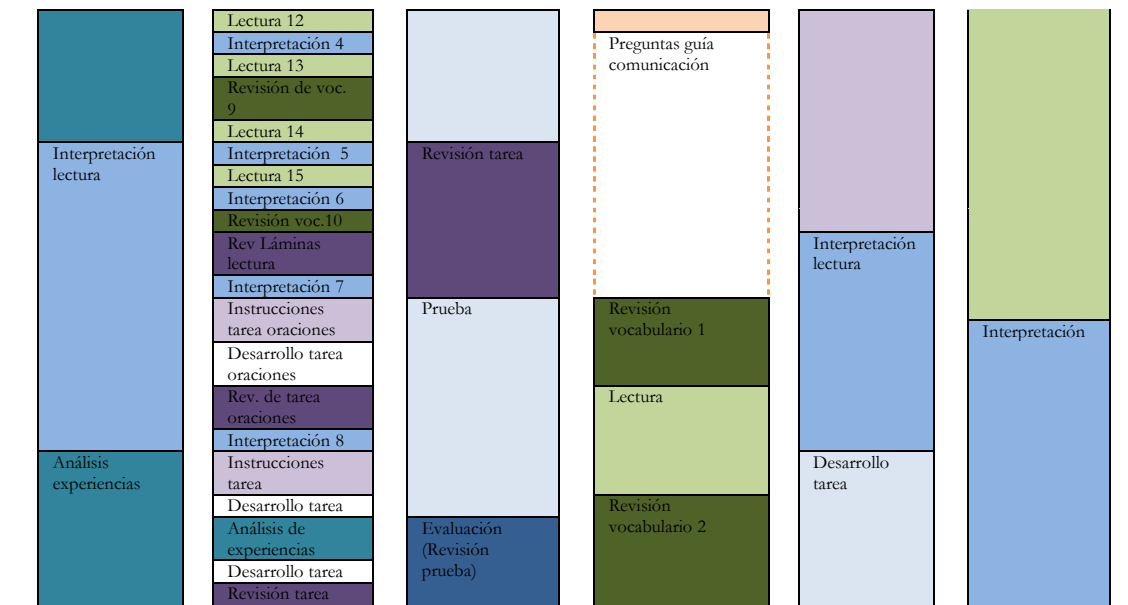 Interpretación
lectura
Análisis
experiencias
Lectura 12
Interpretación 4
Lectura 13
Revisión de voc.
9
Lectura 14
Interpretación  5
Lectura 15
Interpretación 6
Revisión voc.10
Rev Láminas
lectura
Interpretación 7
Instrucciones
tarea oraciones
Desarrollo tarea
oraciones
Rev. de tarea
oraciones
Interpretación 8
Instrucciones
tarea
Desarrollo tarea
Análisis de
experiencias
Desarrollo tarea
Revisión tarea
Revisión tarea
Prueba
Evaluación
(Revisión
prueba)
Preguntas guía
comunicación
Revisión
vocabulario 1
Lectura
Revisión
vocabulario 2
Interpretación
lectura
Desarrollo
tarea
Interpretación